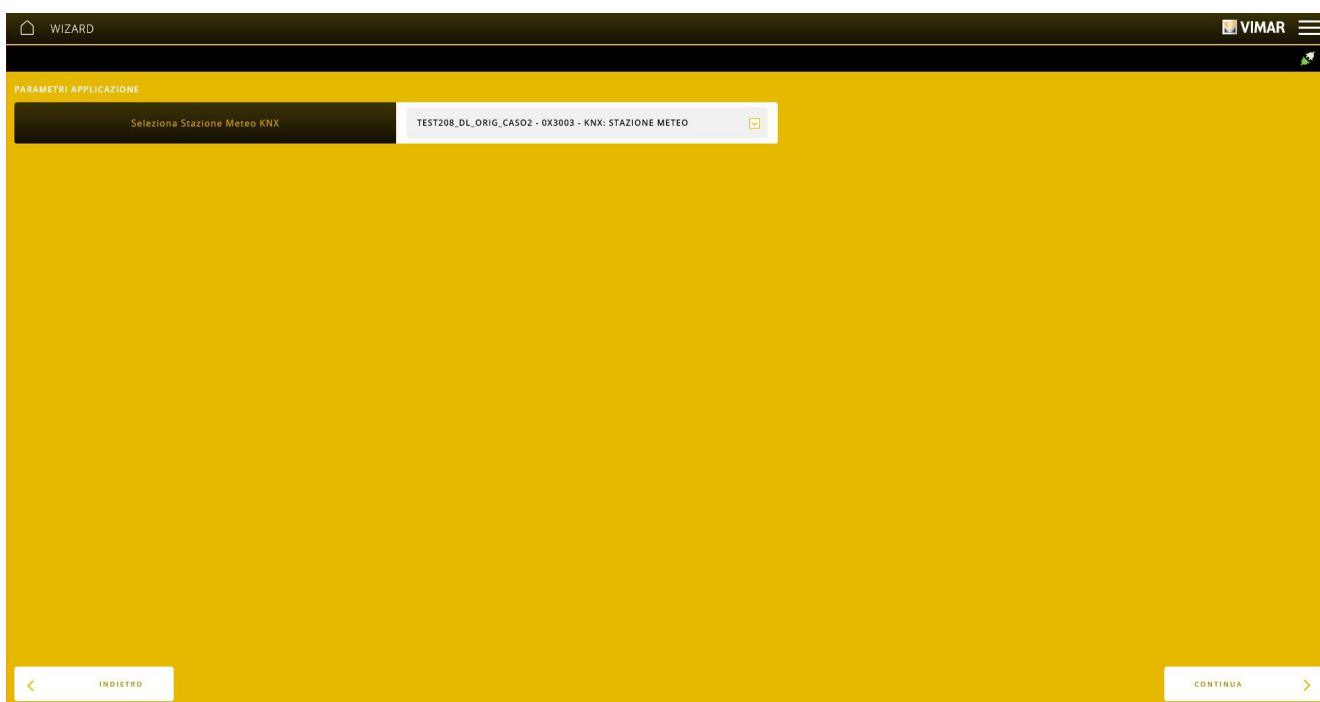 WIZARD
VIMAR
PARAMETRI APPLICAZIONE
Seleziona Stazione Meteo KNX
TEST208_DL_ORIG_CASO2 - 0X3003 - KNX: STAZIONE METEO
INDIETRO
CONTINUA